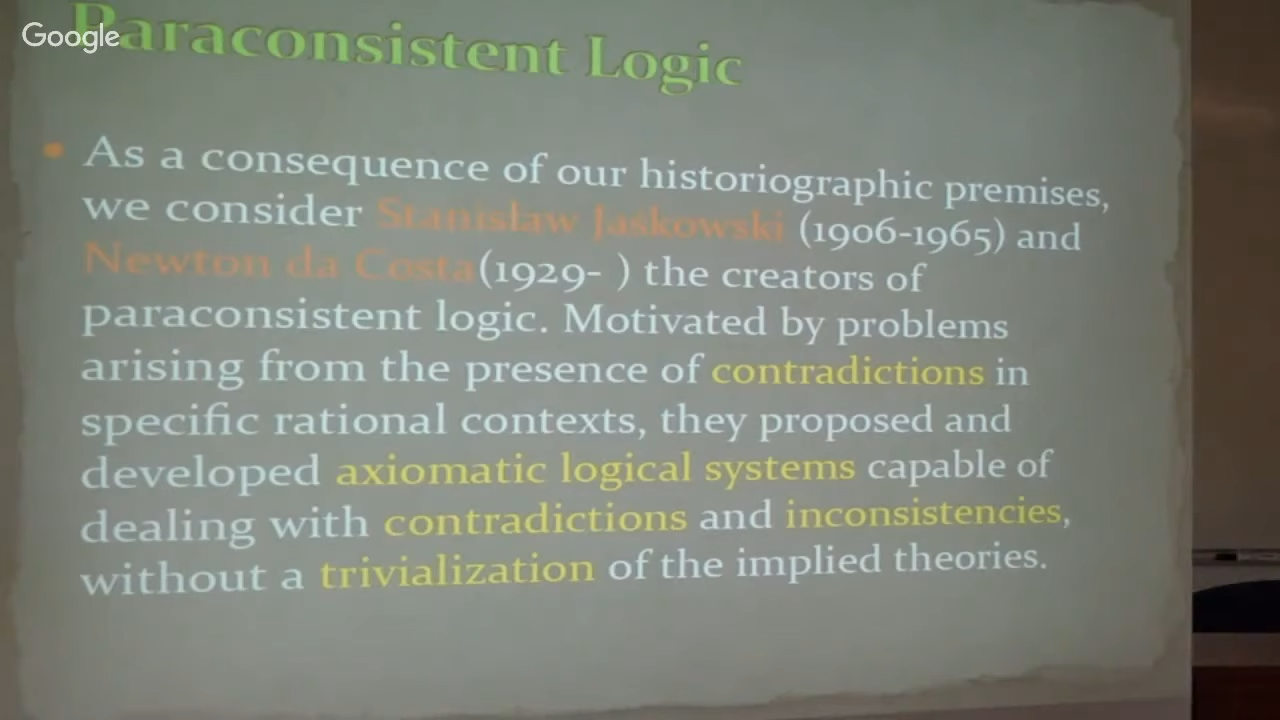 Google
Paraconsistent Logic
• As a consequence of our historiographic premises,
we consider Stanisław Jaśkowski (1906-1965) and
Newton da Costa (1929- ) the creators of
paraconsistent logic. Motivated by problems
arising from the presence of contradictions in
specific rational contexts, they proposed and
developed axiomatic logical systems capable of
dealing with contradictions and inconsistencies,
without a trivialization of the implied theories.